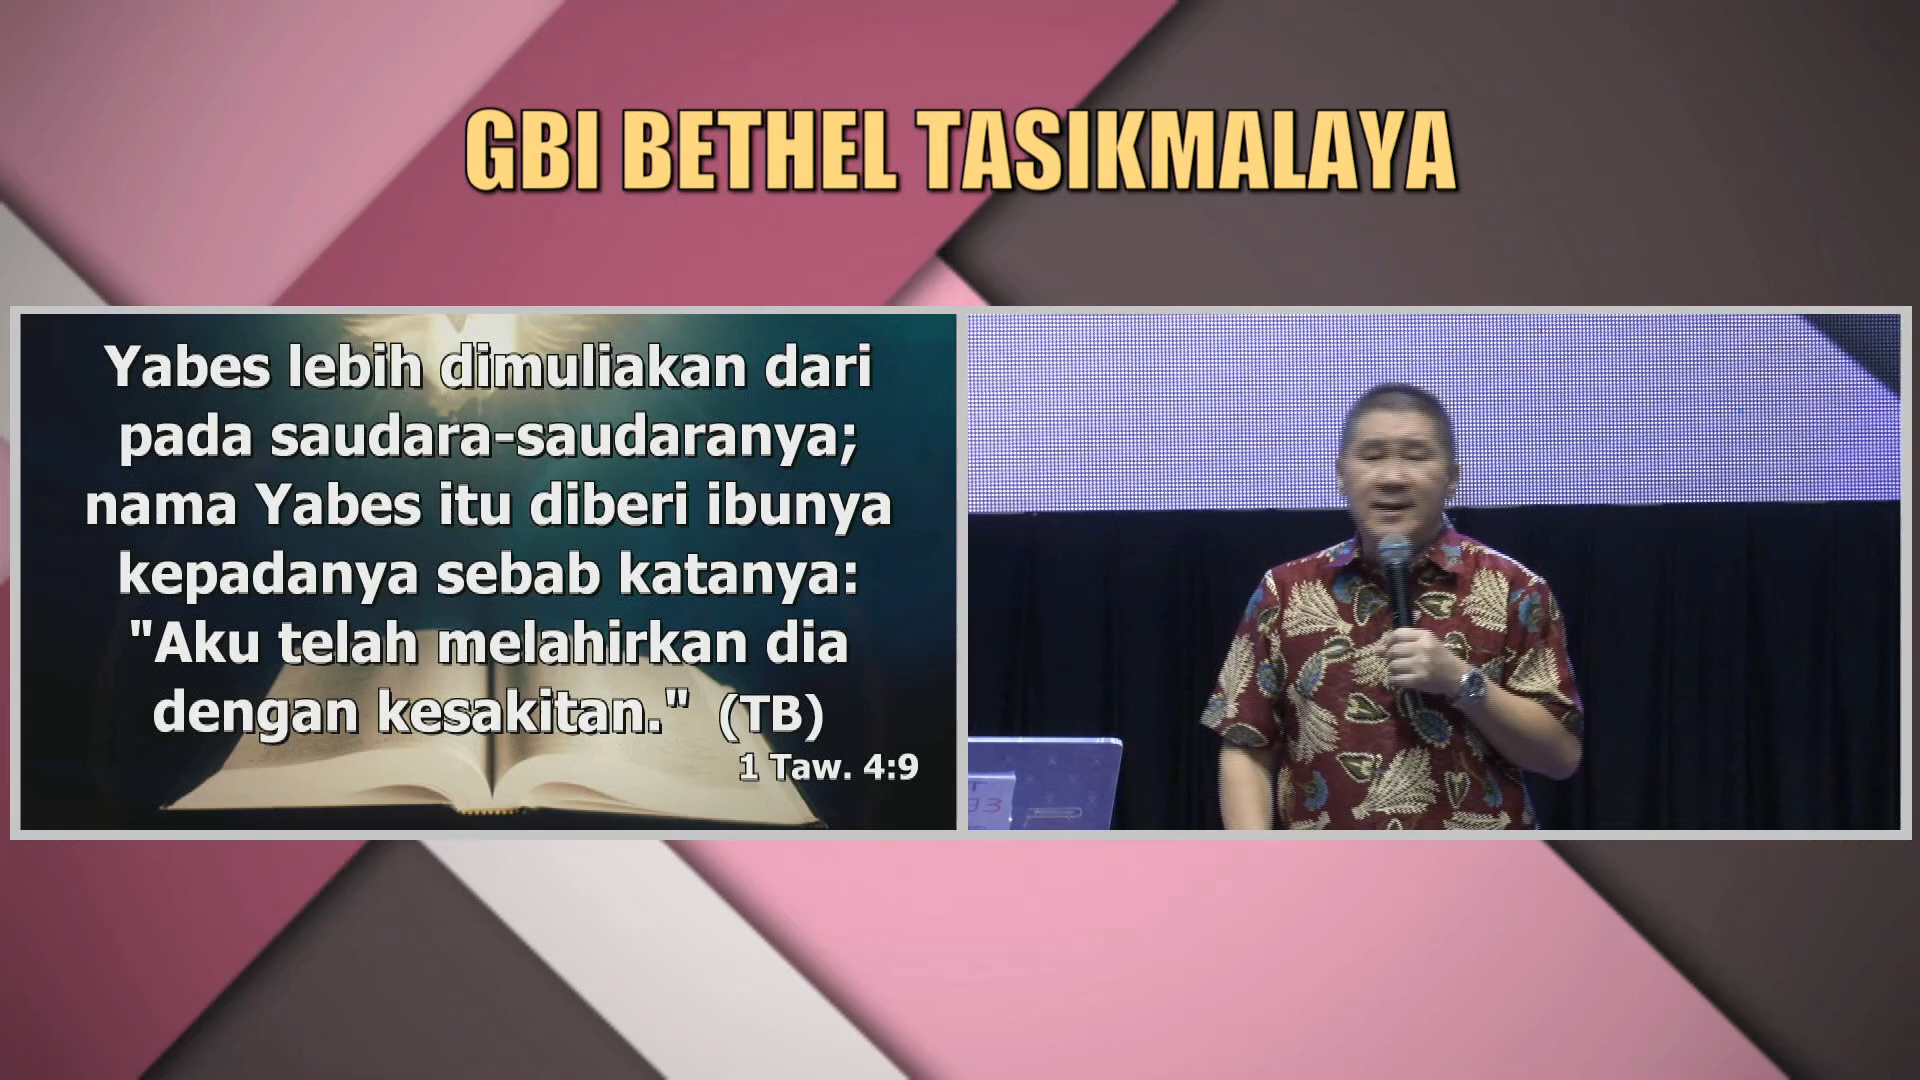 GBI BETHEL TASIKMALAYA
Yabes lebih dimuliakan dari
pada saudara-saudaranya;
nama Yabes itu diberi ibunya
kepadanya sebab katanya:
"Aku telah melahirkan dia
dengan kesakitan." (TB)
1 Taw. 4:9